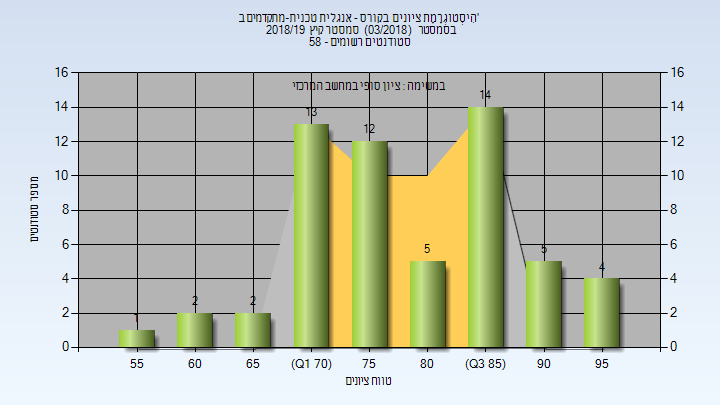 הִיסְטוֹגְרָמַת ציונים בקורס - אנגלית טכנית-מתקדמים ב'
בסמסטר (03/2018) סמסטר קיץ 2018/19
סטודנטים רשומים - 58
במשימה : ציון סופי במחשב המרכזי
16 16
14 14
12 12
10 10
8 8
6 6
4 4
2 2
0 0
1 2 2 13 12 5 14 5 4
מספר סטודנטים
55 60 65 (Q1 70) 75 80 (Q3 85) 90 95
טווח ציונים